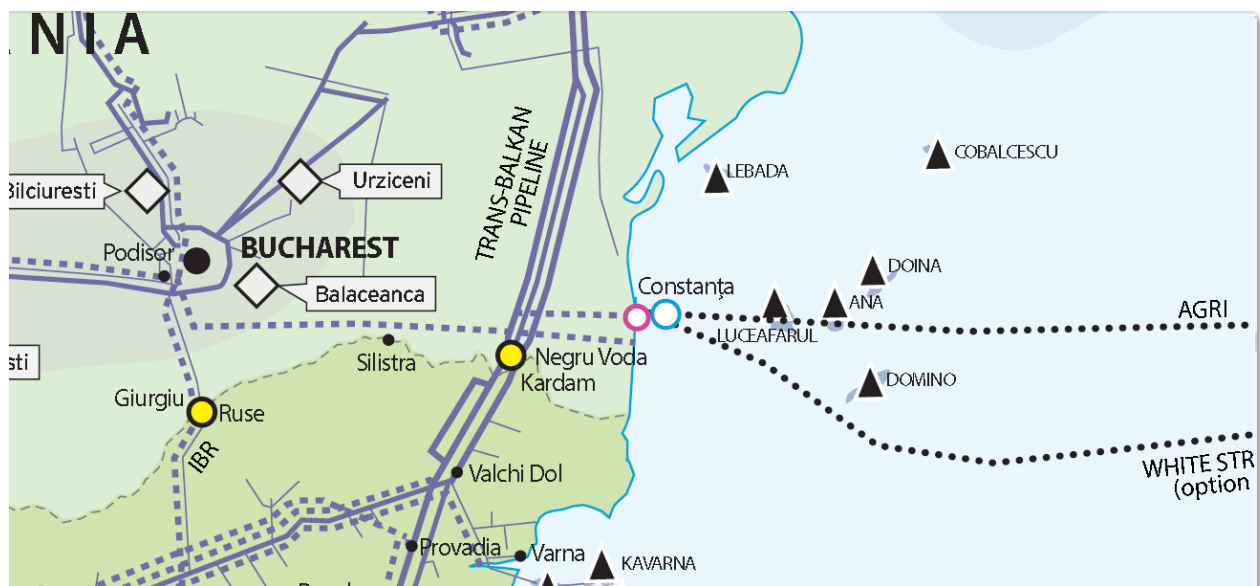 ANIA
LEBADA
COBALCESCU
Bilciuresti
Urziceni
TRANS-BALKAN
PIPELINE
Podisor
BUCHAREST
Balaceanca
Constanța
DOINA
ANA
LUCEAFARUL
AGRI
sti
Silistra
Negru Voda
Kardam
DOMINO
Giurgiu
Ruse
IBR
Valchi Dol
WHITE STR
(option
Provadia
Varna
KAVARNA